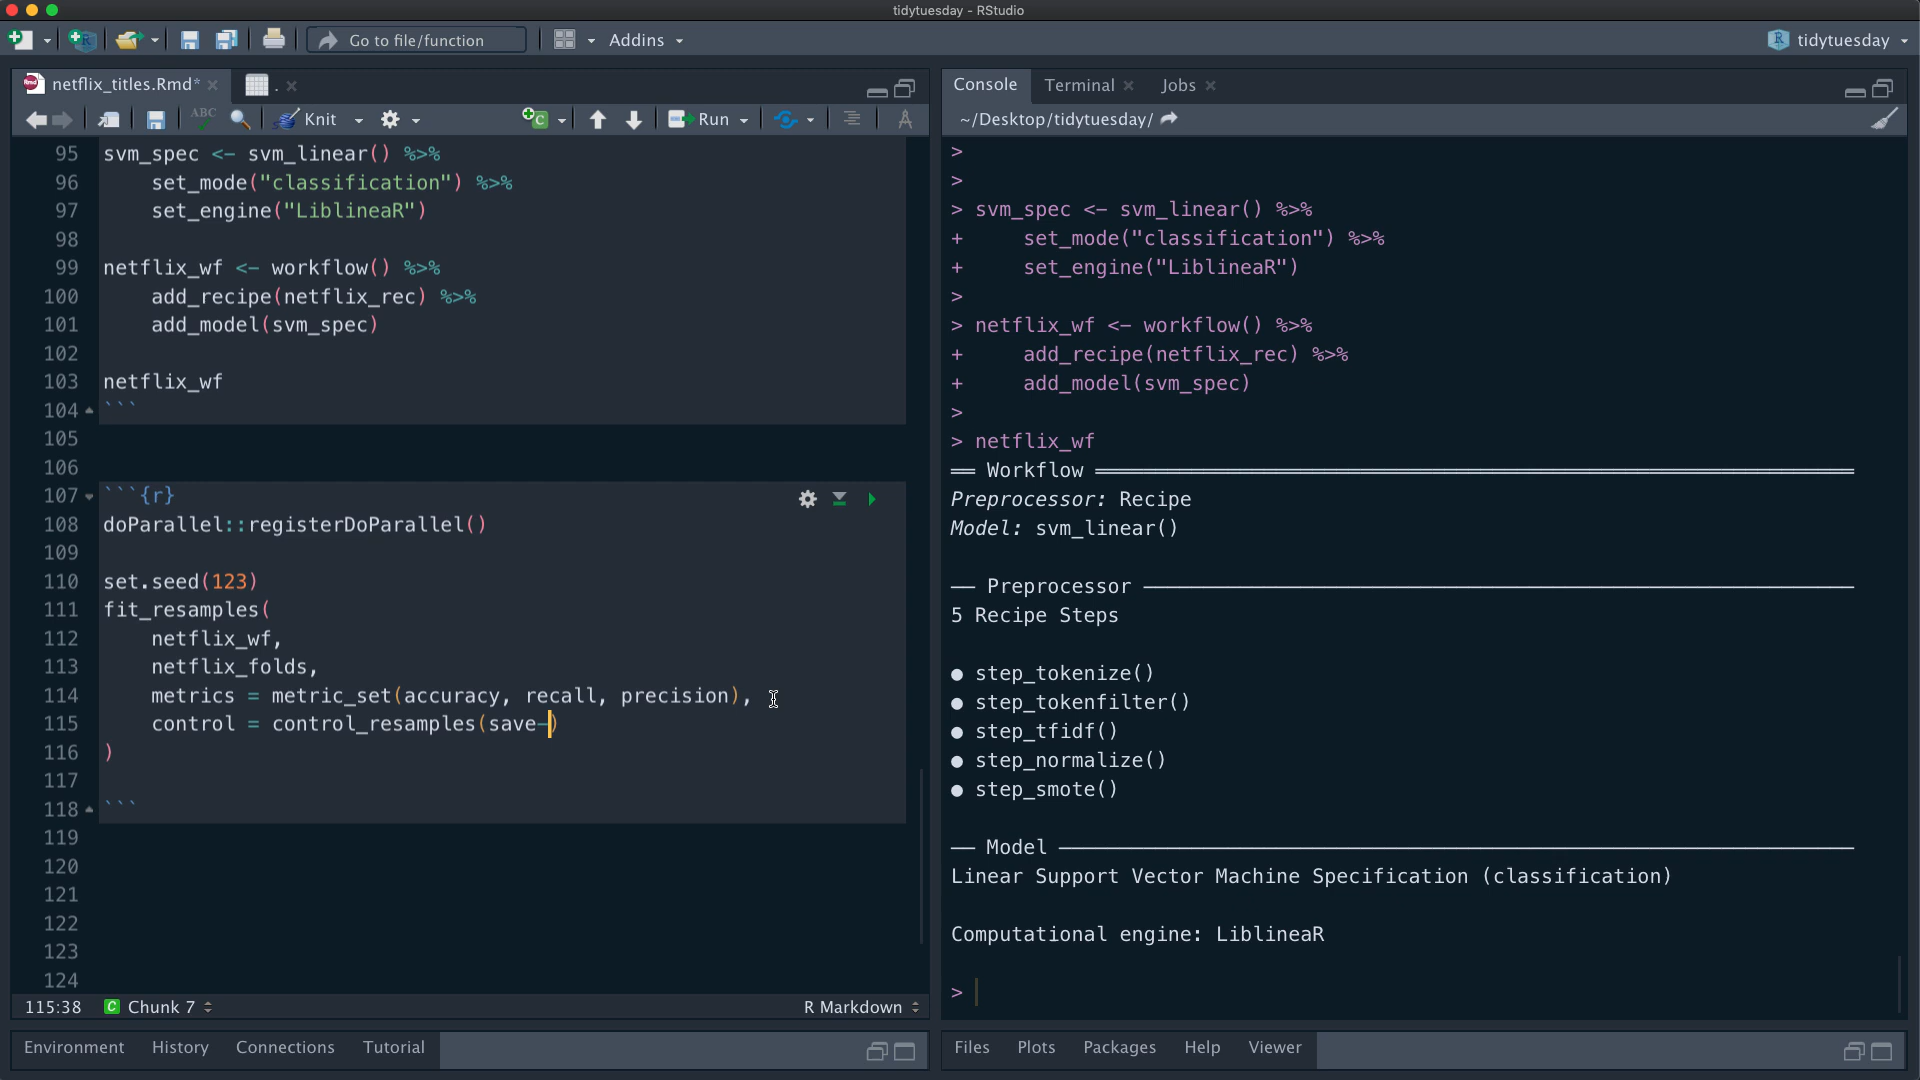 tidytuesday - RStudio
Go to file/function
Addins
tidytuesday
netflix_titles.Rmd*
.
ABC
Knit
Run
95 svm_spec <- svm_linear() %>%
96 set_mode("classification") %>%
97 set_engine("LiblineaR")
98
99 netflix_wf <- workflow() %>%
100 add_recipe(netflix_rec) %>%
101 add_model(svm_spec)
102
103 netflix_wf
104 ```
105
106
107 ```{r}
108 doParallel::registerDoParallel()
109
110 set.seed(123)
111 fit_resamples(
112 netflix_wf,
113 netflix_folds,
114 metrics = metric_set(accuracy, recall, precision),
115 control = control_resamples(save-)
116 )
117
118 ```
119
120
121
122
123
124
115:38
C Chunk 7
R Markdown
Environment
History
Connections
Tutorial
Console
Terminal
Jobs
~/Desktop/tidytuesday/
>
>
> svm_spec <- svm_linear() %>%
+ set_mode("classification") %>%
+ set_engine("LiblineaR")
>
> netflix_wf <- workflow() %>%
+ add_recipe(netflix_rec) %>%
+ add_model(svm_spec)
>
> netflix_wf
══ Workflow ══
Preprocessor: Recipe
Model: svm_linear()
── Preprocessor ──
5 Recipe Steps
● step_tokenize()
● step_tokenfilter()
● step_tfidf()
● step_normalize()
● step_smote()
── Model ──
Linear Support Vector Machine Specification (classification)
Computational engine: LiblineaR
>
Files
Plots
Packages
Help
Viewer